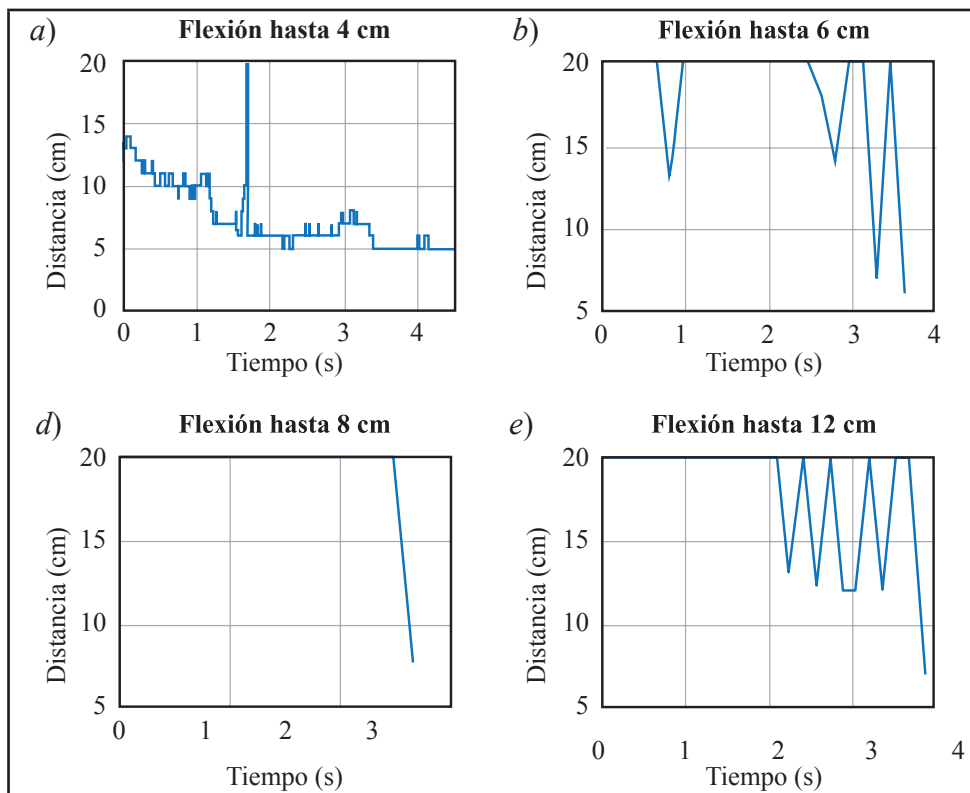 a)
Flexión hasta 4 cm
20
15
10
5
0
Distancia (cm)
0 1 2 3 4
Tiempo (s)
b)
Flexión hasta 6 cm
20
15
10
5
Distancia (cm)
0 1 2 3 4
Tiempo (s)
d)
Flexión hasta 8 cm
20
15
10
5
Distancia (cm)
0 1 2 3
Tiempo (s)
e)
Flexión hasta 12 cm
20
15
10
5
Distancia (cm)
0 1 2 3 4
Tiempo (s)